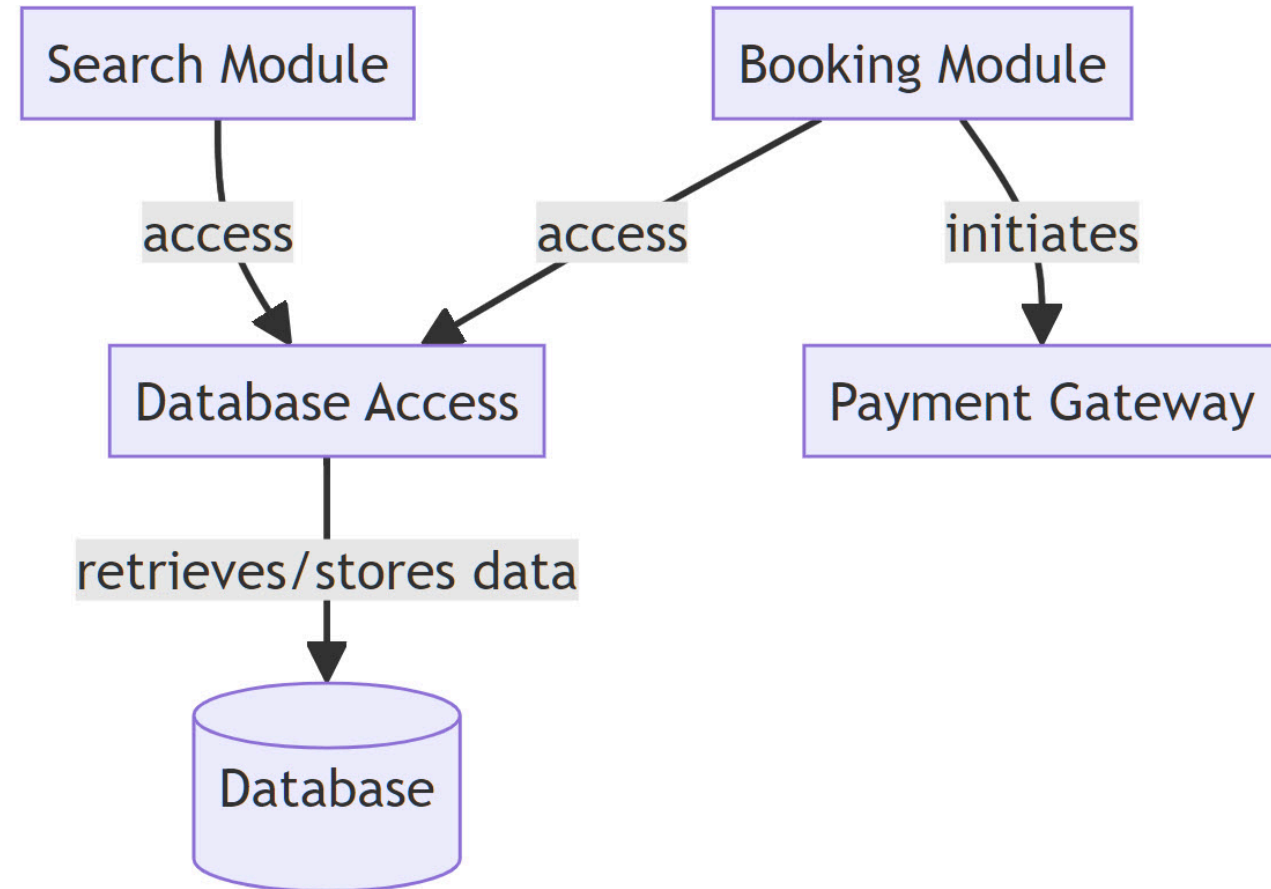 Search Module
Booking Module
access
access
initiates
Database Access
Payment Gateway
retrieves/stores data
Database